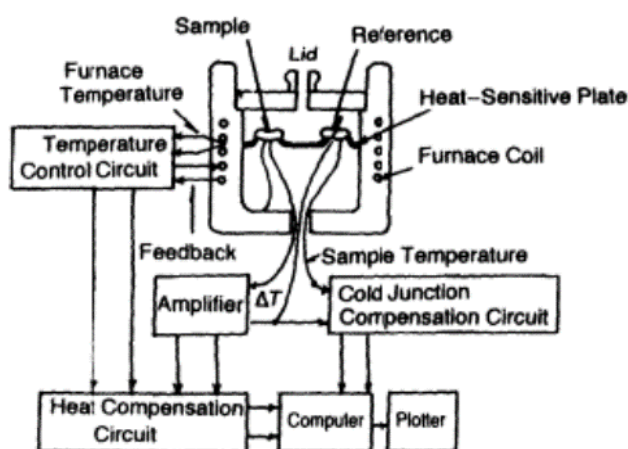 Sample
Reference
Lid
Furnace
Temperature
Heat-Sensitive Plate
Temperature
Control Circuit
Furnace Coil
Feedback
Sample Temperature
Amplifier
ΔT
Cold Junction
Compensation Circuit
Heat Compensation
Circuit
Computer
Plotter